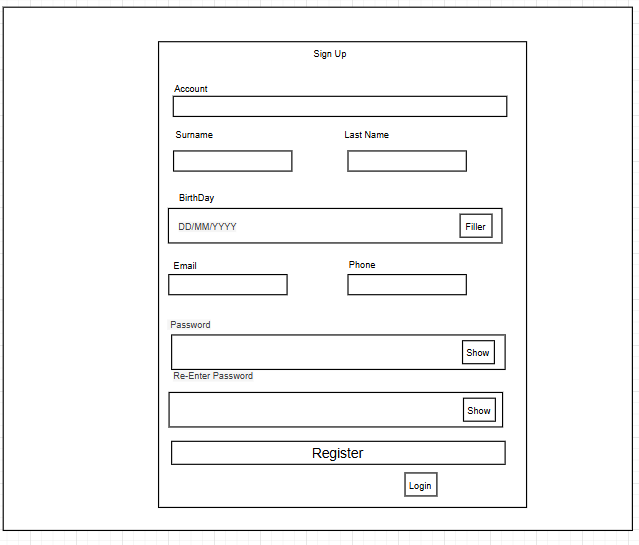 Sign Up
Account
Surname Last Name
BirthDay
DD/MM/YYYY Filler
Email Phone
Password
Show
Re-Enter Password
Show
Register
Login